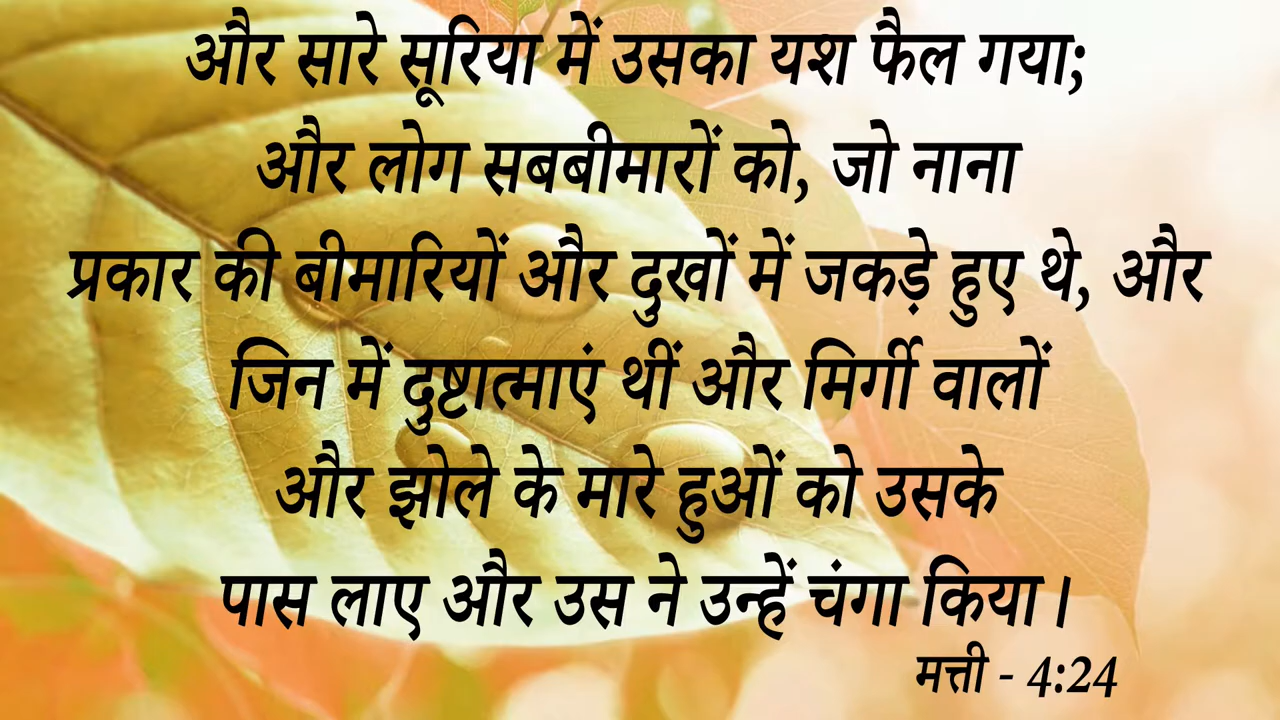 और सारे सूरिया में उसका यश फैल गया;
और लोग सबबीमारों को, जो नाना
प्रकार की बीमारियों और दुखों में जकड़े हुए थे, और
जिन में दुष्टात्माएं थीं और मिर्गी वालों
और झोले के मारे हुओं को उसके
पास लाए और उस ने उन्हें चंगा किया।
मत्ती - 4:24